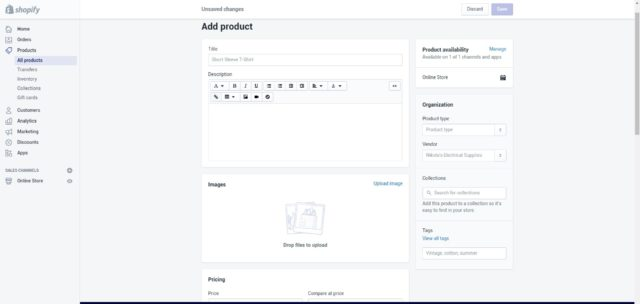 shopify
Unsaved changes
Discard
Save
Add product
Home
Orders
Products
All products
Transfers
Inventory
Collections
Gift cards
Customers
Analytics
Marketing
Discounts
Apps
SALES CHANNELS
Online Store
Title
Short Sleeve T-Shirt
Description
Images
Upload image
Drop files to upload
Pricing
Price
Compare at price
Product availability
Manage
Available on 1 of 1 channels and apps
Online Store
Organization
Product type
Product type
Vendor
Nikola's Electrical Supplies
Collections
Search for collections
Add this product to a collection so it's
easy to find in your store.
Tags
View all tags
Vintage, cotton, summer